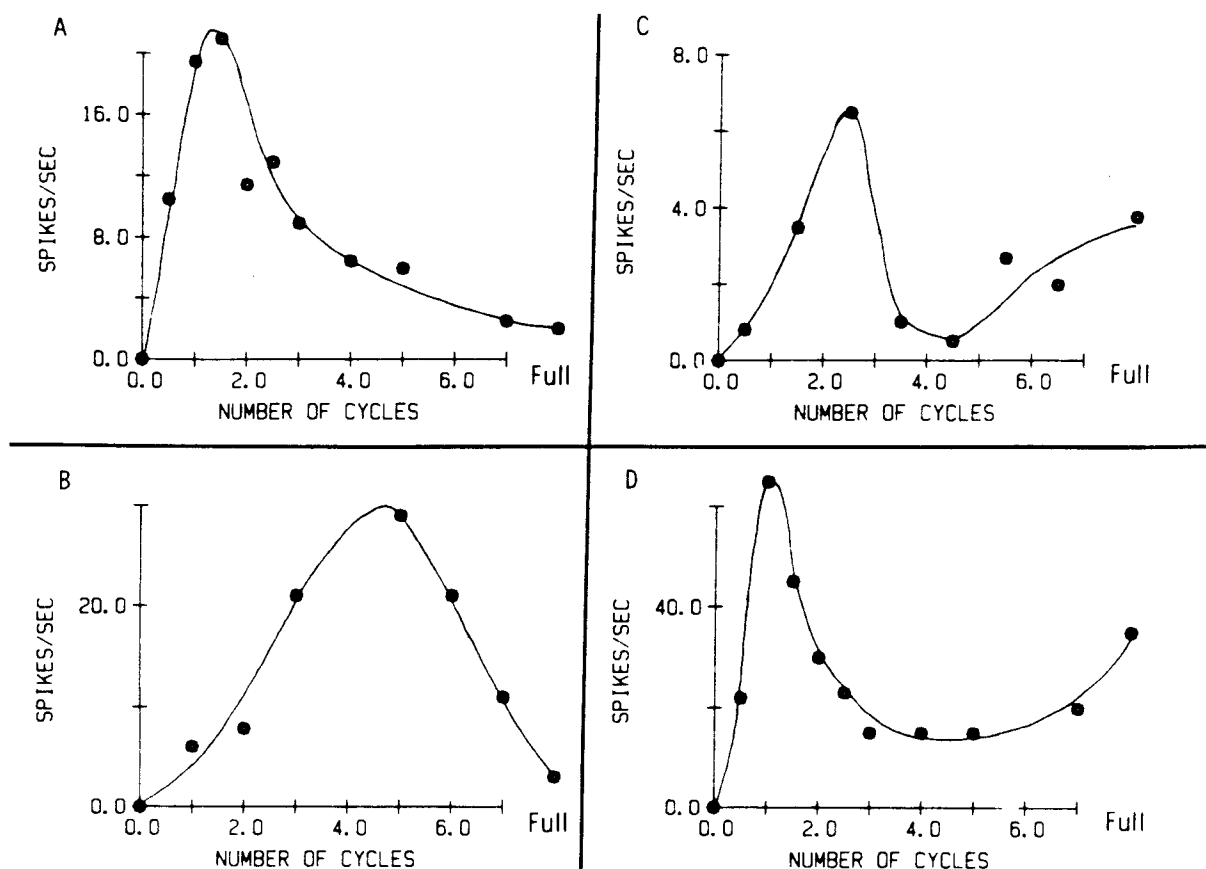 A
SPIKES/SEC
16.0
8.0
0.0
0.0 2.0 4.0 6.0 Full
NUMBER OF CYCLES
C
SPIKES/SEC
8.0
4.0
0.0
0.0 2.0 4.0 6.0 Full
NUMBER OF CYCLES
B
SPIKES/SEC
20.0
0.0
0.0 2.0 4.0 6.0 Full
NUMBER OF CYCLES
D
SPIKES/SEC
40.0
0.0
0.0 2.0 4.0 6.0 Full
NUMBER OF CYCLES